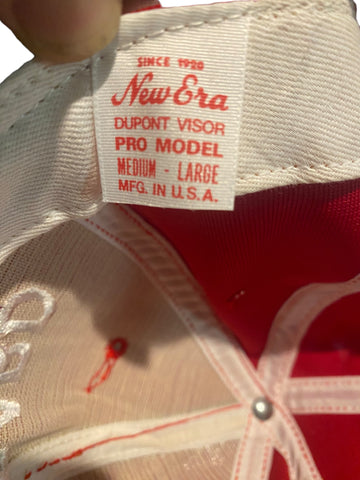 SINCE 1920
New Era
DUPONT VISOR
PRO MODEL
MEDIUM - LARGE
MFG. IN U.S.A.